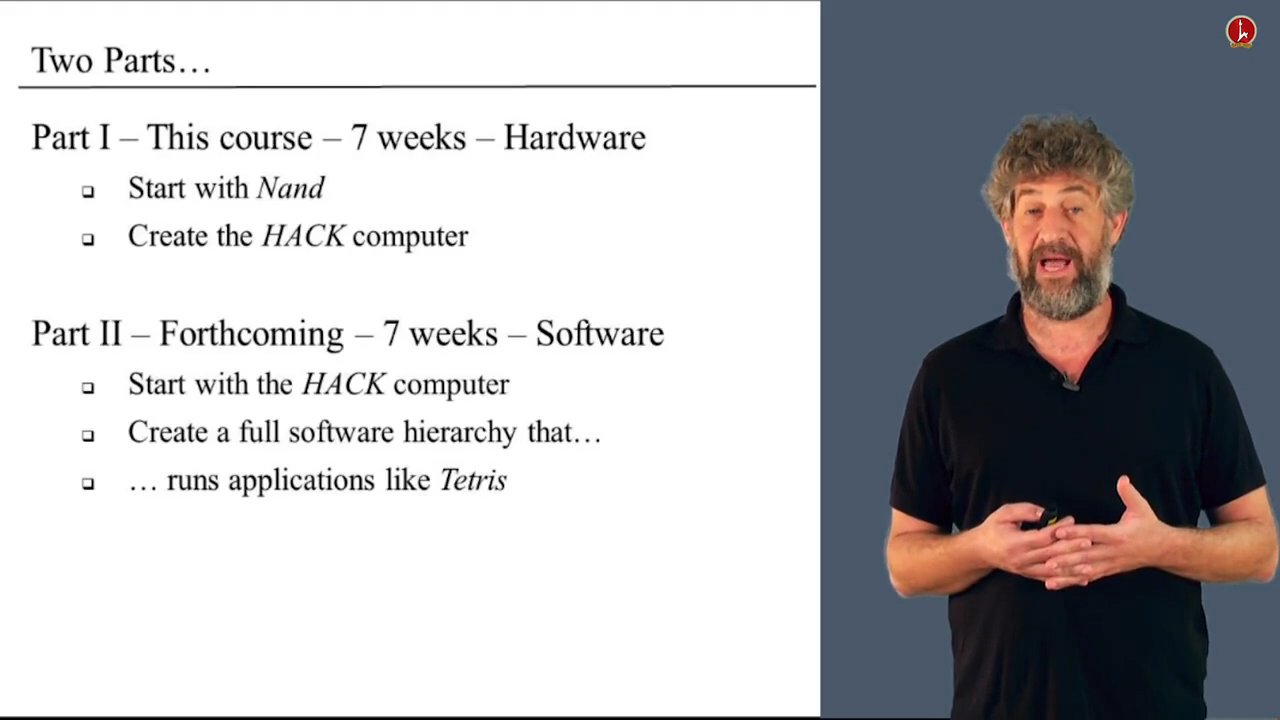 Two Parts…
Part I – This course – 7 weeks – Hardware
Start with Nand
Create the HACK computer
Part II – Forthcoming – 7 weeks – Software
Start with the HACK computer
Create a full software hierarchy that…
… runs applications like Tetris